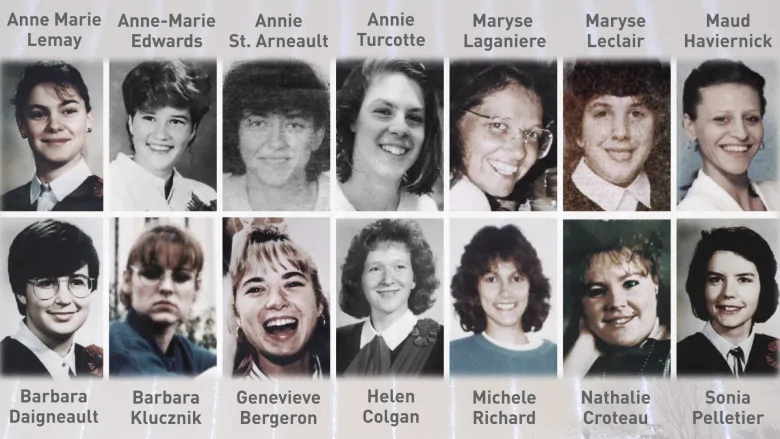 Anne Marie
Lemay
Anne-Marie
Edwards
Annie
St. Arneault
Annie
Turcotte
Maryse
Laganiere
Maryse
Leclair
Maud
Haviernick
Barbara
Daigneault
Barbara
Klucznik
Genevieve
Bergeron
Helen
Colgan
Michele
Richard
Nathalie
Croteau
Sonia
Pelletier